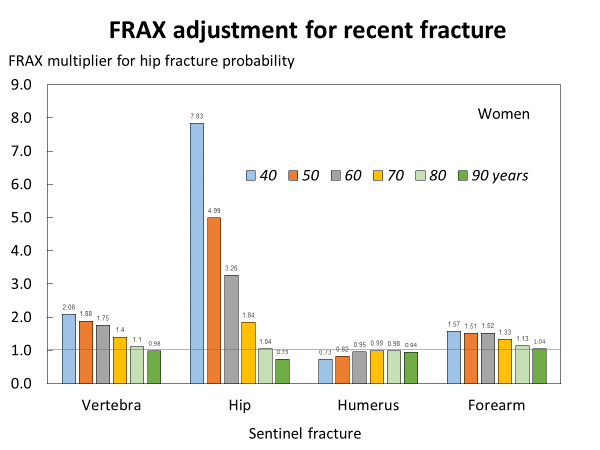 FRAX adjustment for recent fracture
FRAX multiplier for hip fracture probability
9.0
8.0
7.0
6.0
5.0
4.0
3.0
2.0
1.0
0.0
Women
40 50 60 70 80 90 years
2.08 1.88 1.75 1.4 1.1 0.98
7.83 4.99 3.26 1.84 1.04 0.73
0.73 0.82 0.95 0.99 0.98 0.94
1.57 1.51 1.52 1.33 1.13 1.04
Vertebra Hip Humerus Forearm
Sentinel fracture